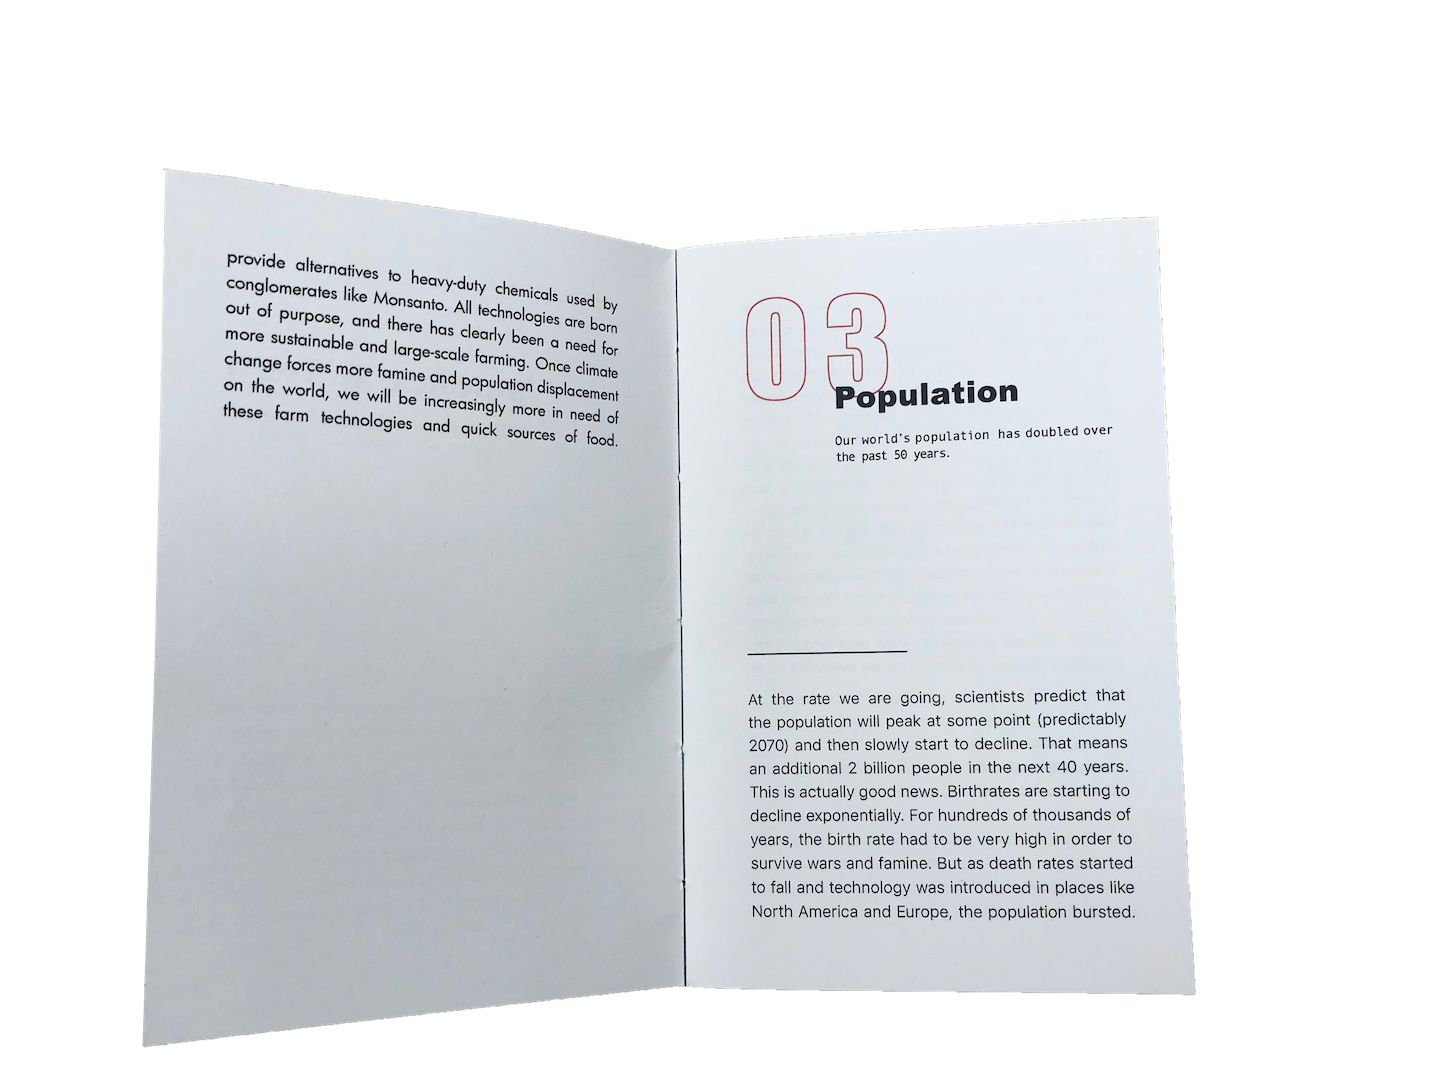 provide alternatives to heavy-duty chemicals used by
conglomerates like Monsanto. All technologies are born
out of purpose, and there has clearly been a need for
more sustainable and large-scale farming. Once climate
change forces more famine and population displacement
on the world, we will be increasingly more in need of
these farm technologies and quick sources of food.
03
Population
Our world's population has doubled over
the past 50 years.
At the rate we are going, scientists predict that
the population will peak at some point (predictably
2070) and then slowly start to decline. That means
an additional 2 billion people in the next 40 years.
This is actually good news. Birthrates are starting to
decline exponentially. For hundreds of thousands of
years, the birth rate had to be very high in order to
survive wars and famine. But as death rates started
to fall and technology was introduced in places like
North America and Europe, the population bursted.